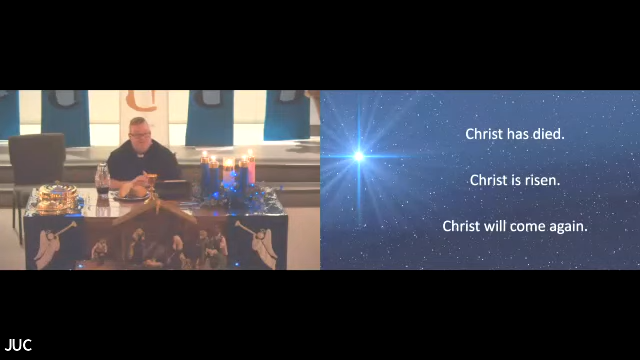 Christ has died.
Christ is risen.
Christ will come again.
JUC